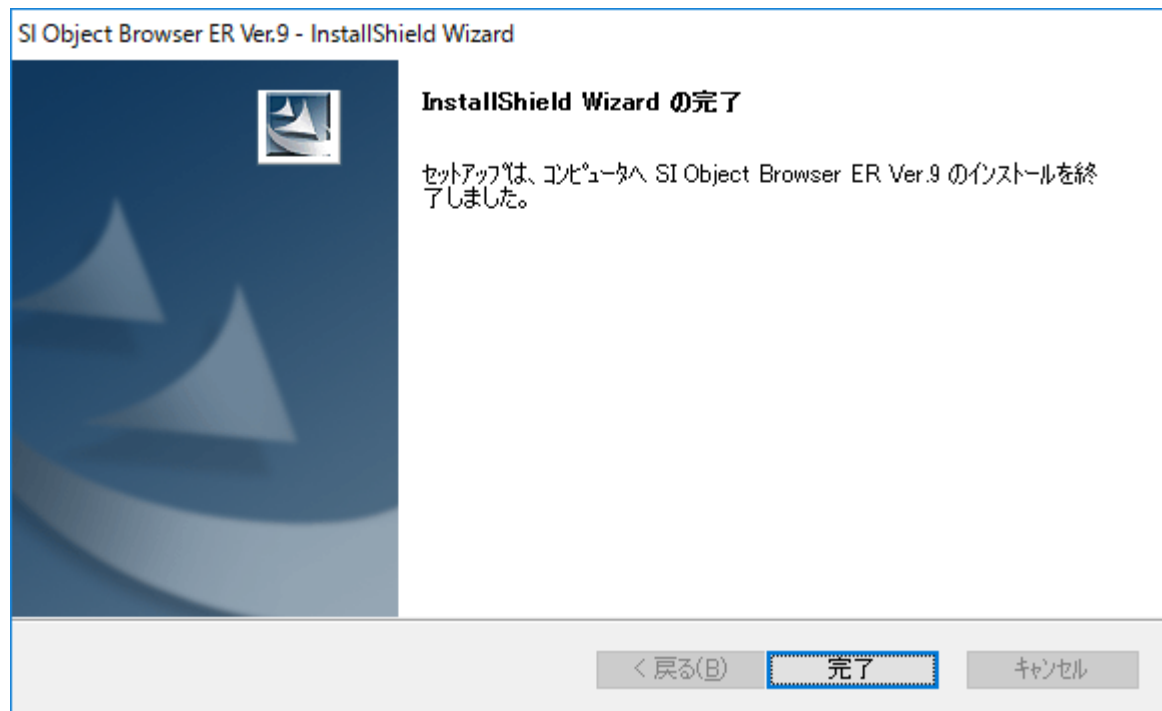 SI Object Browser ER Ver.9 - InstallShield Wizard
InstallShield Wizard の完了
セットアップは、コンピュータへ SI Object Browser ER Ver.9 のインストールを終
了しました。
< 戻る(B)
完了
キャンセル